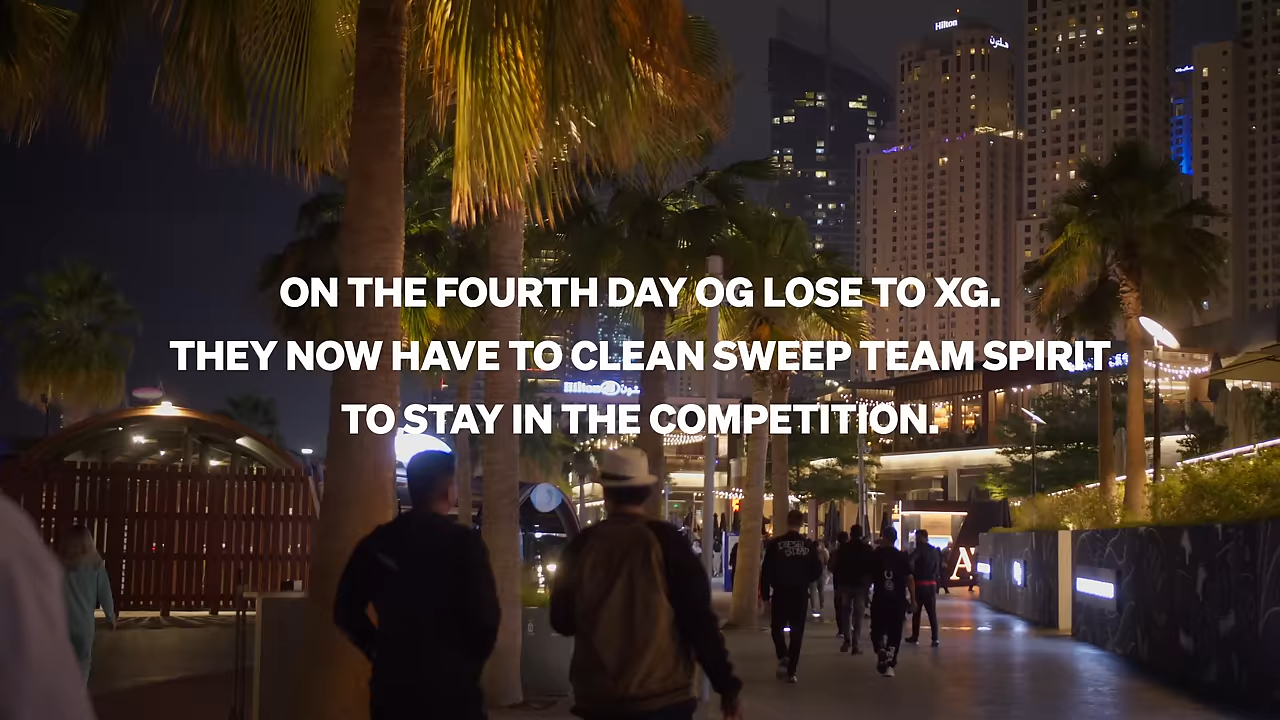 Hilton
هيلتون
ON THE FOURTH DAY OG LOSE TO XG.
THEY NOW HAVE TO CLEAN SWEEP TEAM SPIRIT
Hilton
TO STAY IN THE COMPETITION.